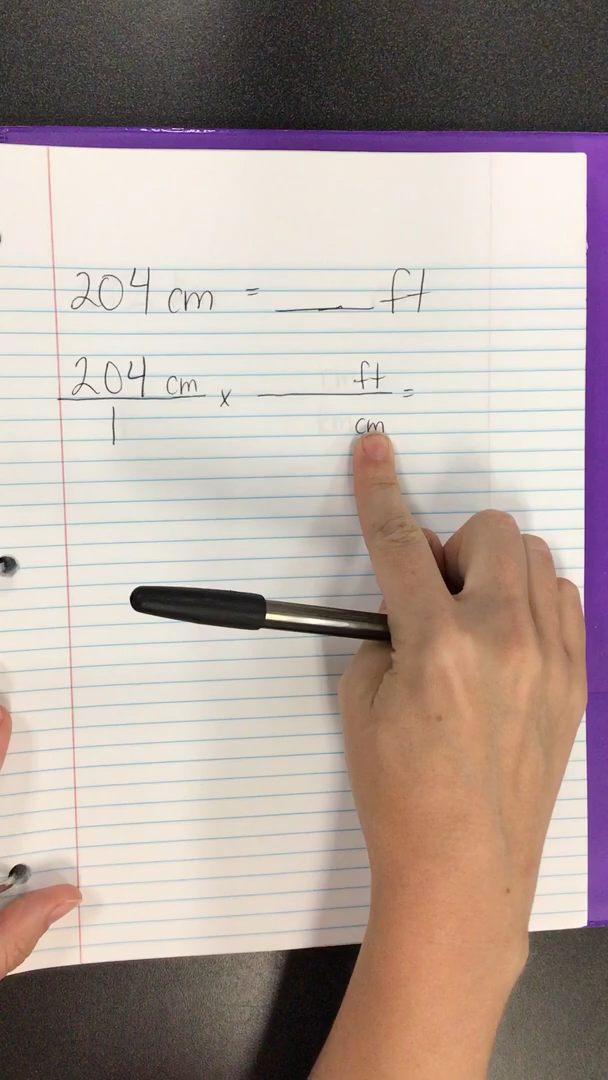 204 cm = ___ ft
204 cm ft
x =
1 cm